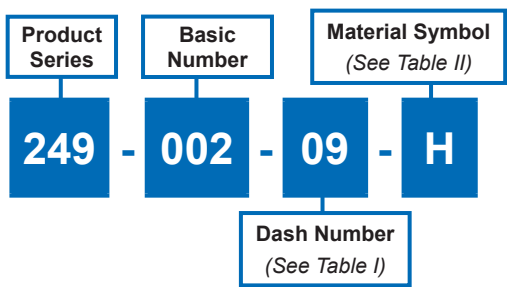 Product
Series
Basic
Number
Material Symbol
(See Table II)
249 - 002 - 09 - H
Dash Number
(See Table I)